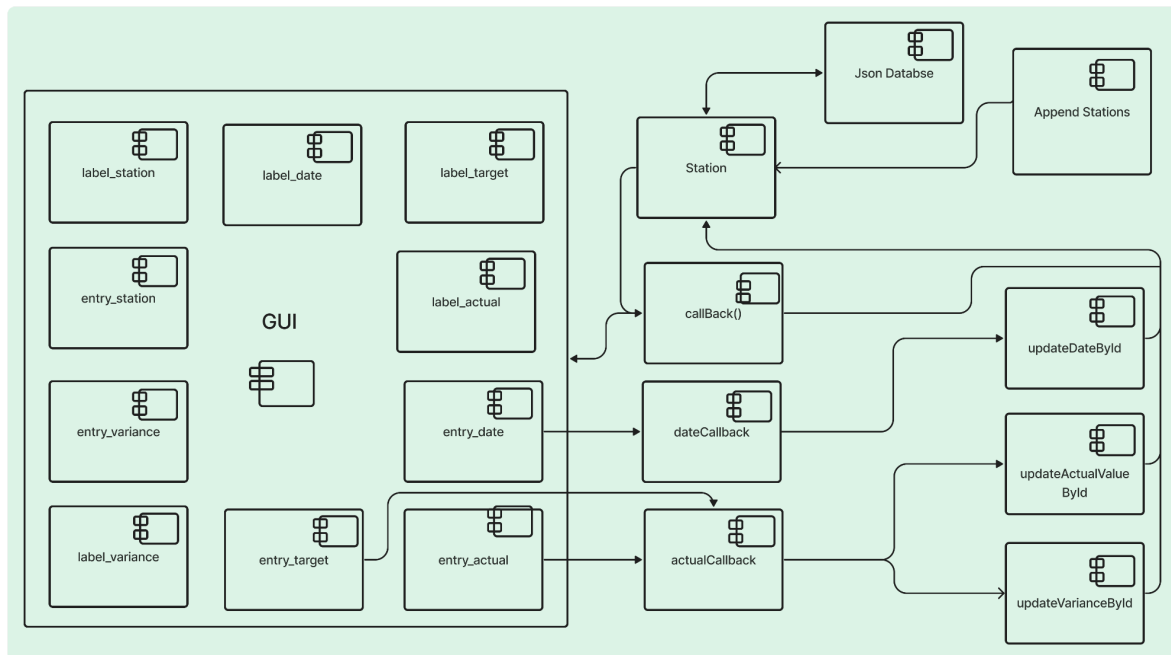 Json Databse
Append Stations
label_station
label_date
label_target
Station
entry_station
label_actual
GUI
callBack()
updateDateById
entry_variance
entry_date
dateCallback
updateActualValue
ById
label_variance
entry_target
entry_actual
actualCallback
updateVarianceById